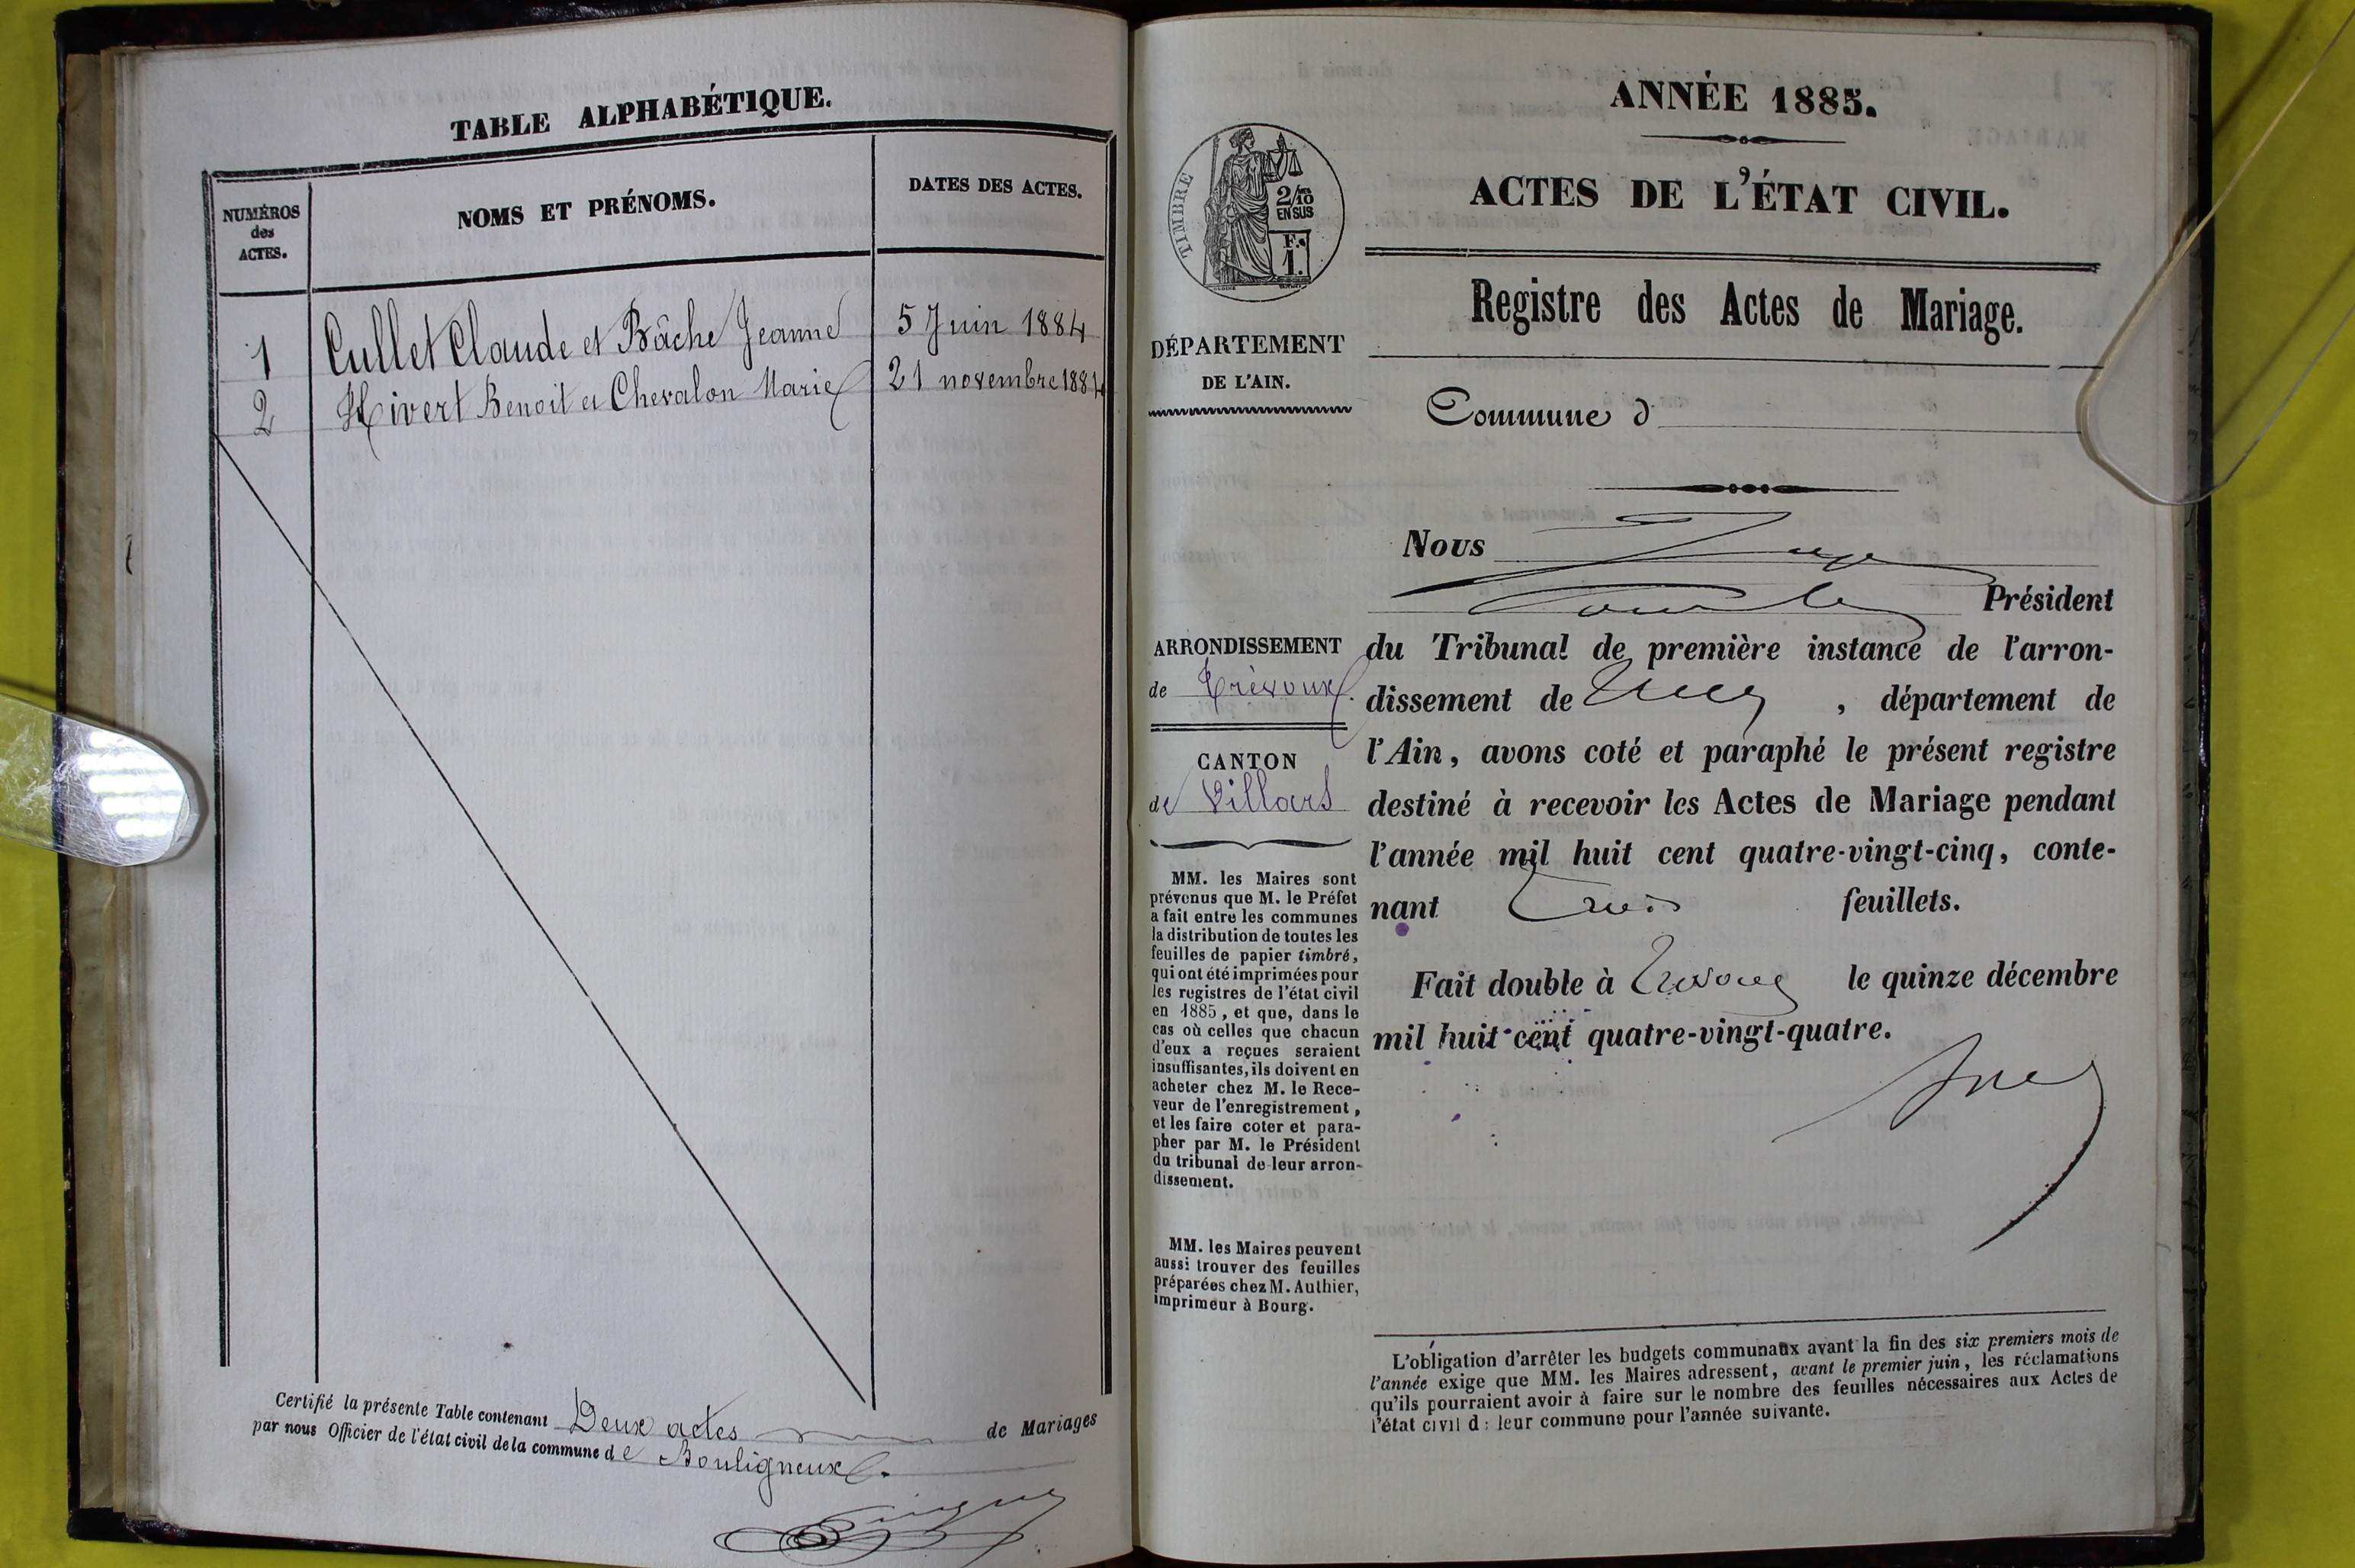 TABLE ALPHABÉTIQUE.
NUMÉROS des ACTES.
NOMS ET PRÉNOMS.
DATES DES ACTES.
1 Cullet Claude et Bâche Jeanne 5 Juin 1884
2 Hivert Benoit et Chevalon Marie 21 novembre 1884
Certifié la présente Table contenant Deux actes de Mariages
par nous Officier de l'état civil de la commune de Bouligneux.
ANNÉE 1885.
ACTES DE L'ÉTAT CIVIL.
TIMBRE
2/10
EN SUS
F.
1.
Registre des Actes de Mariage.
DÉPARTEMENT
DE L'AIN.
Commune d
ARRONDISSEMENT
de Trévoux.
CANTON
de Villars
MM. les Maires sont
prévenus que M. le Préfet
a fait entre les communes
la distribution de toutes les
feuilles de papier timbré,
qui ont été imprimées pour
les registres de l'état civil
en 1885, et que, dans le
cas où celles que chacun
d'eux a reçues seraient
insuffisantes, ils doivent en
acheter chez M. le Rece-
veur de l'enregistrement,
et les faire coter et para-
pher par M. le Président
du tribunal de leur arron-
dissement.
MM. les Maires peuvent
aussi trouver des feuilles
préparées chez M. Authier,
imprimeur à Bourg.
Nous
Président
du Tribunal de première instance de l'arron-
dissement de , département de
l'Ain, avons coté et paraphé le présent registre
destiné à recevoir les Actes de Mariage pendant
l'année mil huit cent quatre-vingt-cinq, conte-
nant Trois feuillets.
Fait double à Trévoux le quinze décembre
mil huit cent quatre-vingt-quatre.
L'obligation d'arrêter les budgets communaux avant la fin des six premiers mois de
l'année exige que MM. les Maires adressent, avant le premier juin, les réclamations
qu'ils pourraient avoir à faire sur le nombre des feuilles nécessaires aux Actes de
l'état civil d : leur commune pour l'année suivante.